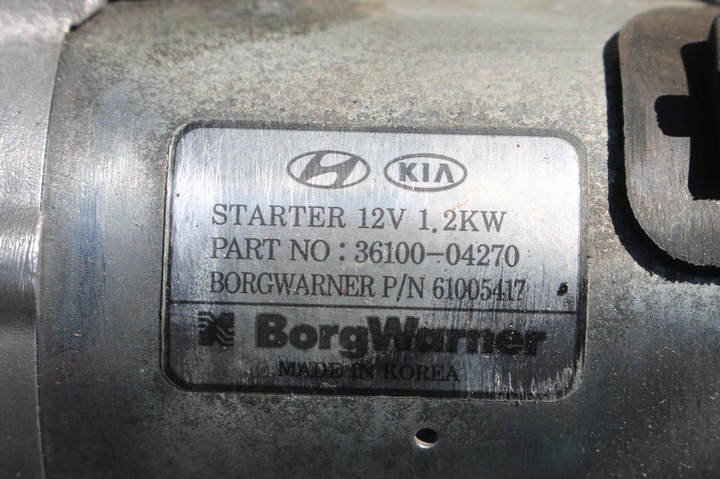 KIA
STARTER 12V 1.2KW
PART NO : 36100-04270
BORGWARNER P/N 61005417
BorgWarner
MADE IN KOREA